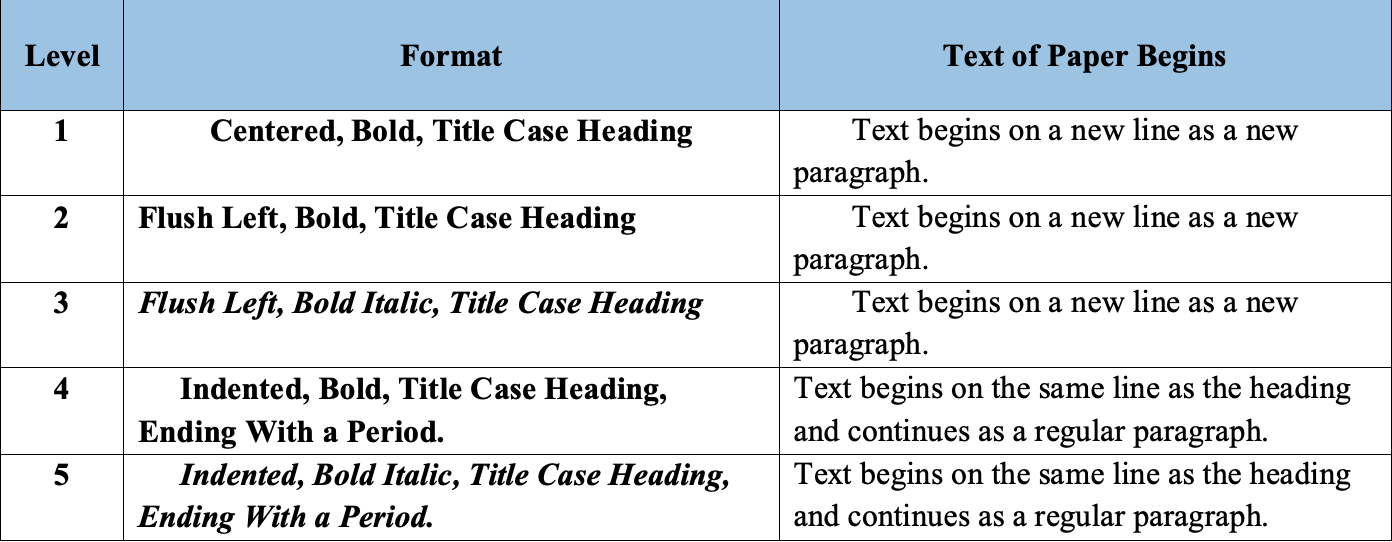 Level Format Text of Paper Begins
1 Centered, Bold, Title Case Heading Text begins on a new line as a new
paragraph.
2 Flush Left, Bold, Title Case Heading Text begins on a new line as a new
paragraph.
3 Flush Left, Bold Italic, Title Case Heading Text begins on a new line as a new
paragraph.
4 Indented, Bold, Title Case Heading, Text begins on the same line as the heading
Ending With a Period. and continues as a regular paragraph.
5 Indented, Bold Italic, Title Case Heading, Text begins on the same line as the heading
Ending With a Period. and continues as a regular paragraph.